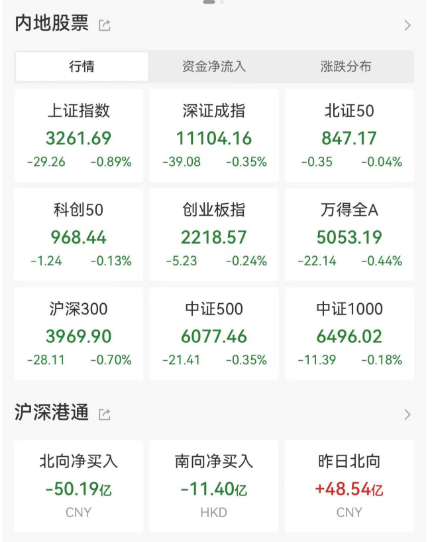 内地股票
行情 资金净流入 涨跌分布
上证指数 深证成指 北证50
3261.69 11104.16 847.17
-29.26 -0.89% -39.08 -0.35% -0.35 -0.04%
科创50 创业板指 万得全A
968.44 2218.57 5053.19
-1.24 -0.13% -5.23 -0.24% -22.14 -0.44%
沪深300 中证500 中证1000
3969.90 6077.46 6496.02
-28.11 -0.70% -21.41 -0.35% -11.39 -0.18%
沪深港通
北向净买入 南向净买入 昨日北向
-50.19亿 -11.40亿 +48.54亿
CNY HKD CNY